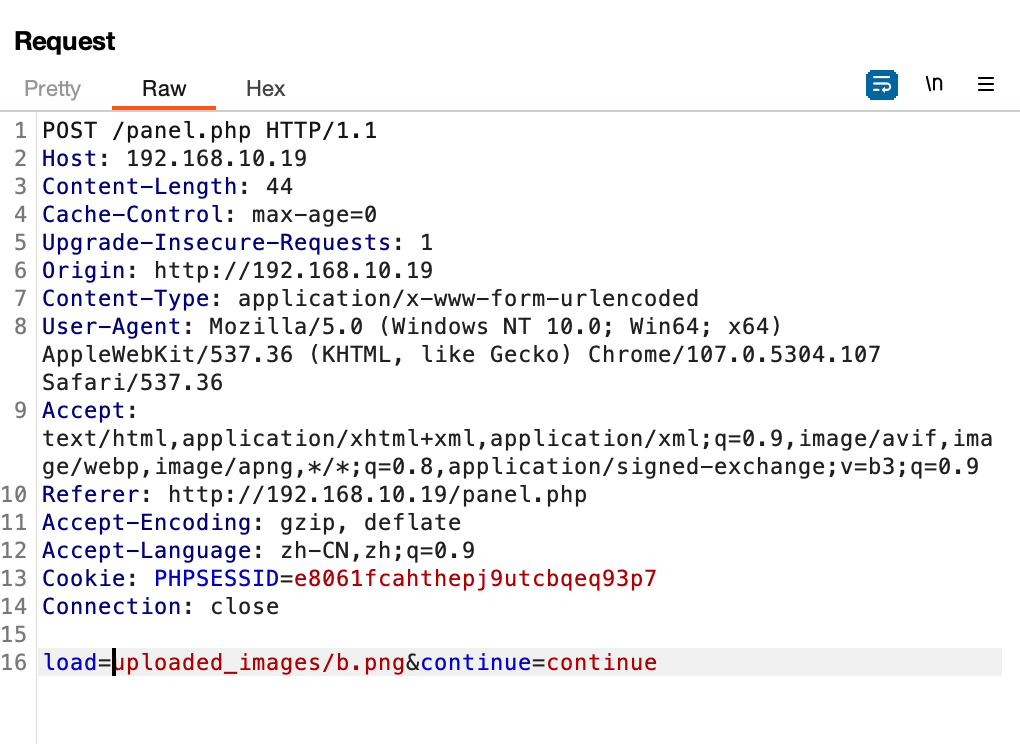 Request
Pretty Raw Hex \n
1 POST /panel.php HTTP/1.1
2 Host: 192.168.10.19
3 Content-Length: 44
4 Cache-Control: max-age=0
5 Upgrade-Insecure-Requests: 1
6 Origin: http://192.168.10.19
7 Content-Type: application/x-www-form-urlencoded
8 User-Agent: Mozilla/5.0 (Windows NT 10.0; Win64; x64)
AppleWebKit/537.36 (KHTML, like Gecko) Chrome/107.0.5304.107
Safari/537.36
9 Accept:
text/html,application/xhtml+xml,application/xml;q=0.9,image/avif,ima
ge/webp,image/apng,*/*;q=0.8,application/signed-exchange;v=b3;q=0.9
10 Referer: http://192.168.10.19/panel.php
11 Accept-Encoding: gzip, deflate
12 Accept-Language: zh-CN,zh;q=0.9
13 Cookie: PHPSESSID=e8061fcahthepj9utcbqeq93p7
14 Connection: close
15
16 load=uploaded_images/b.png&continue=continue